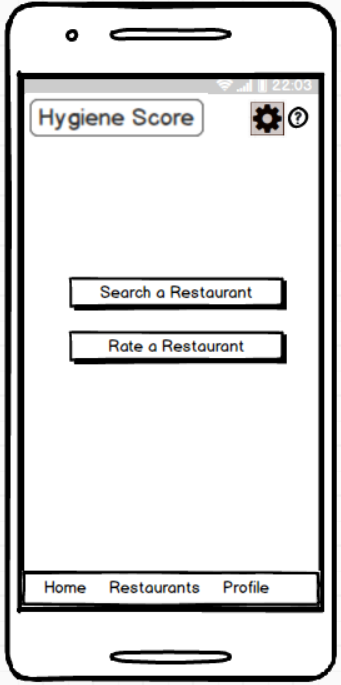 22:03
Hygiene Score
?
Search a Restaurant
Rate a Restaurant
Home Restaurants Profile